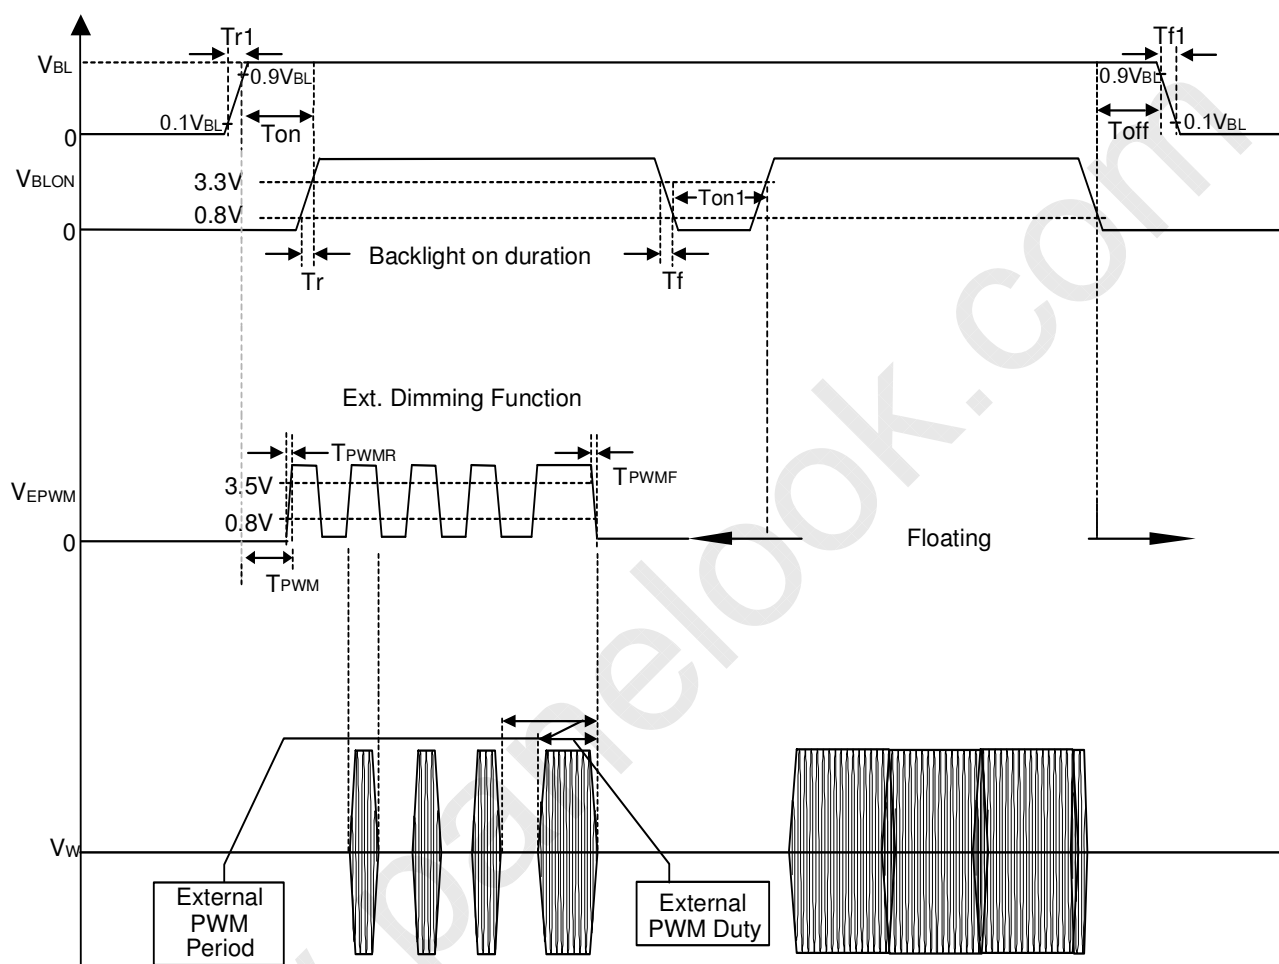 Tr1
Tf1
VBL
0.9VBL
0.9VBL
0.1VBL
Ton
Toff
0.1VBL
0
VBLON
3.3V
Ton1
0.8V
0
Backlight on duration
Tr
Tf
Ext. Dimming Function
TPWMR
TPWMF
VEPWM
3.5V
0.8V
0
Floating
TPWM
VW
External
PWM
Period
External
PWM Duty
panelook.com